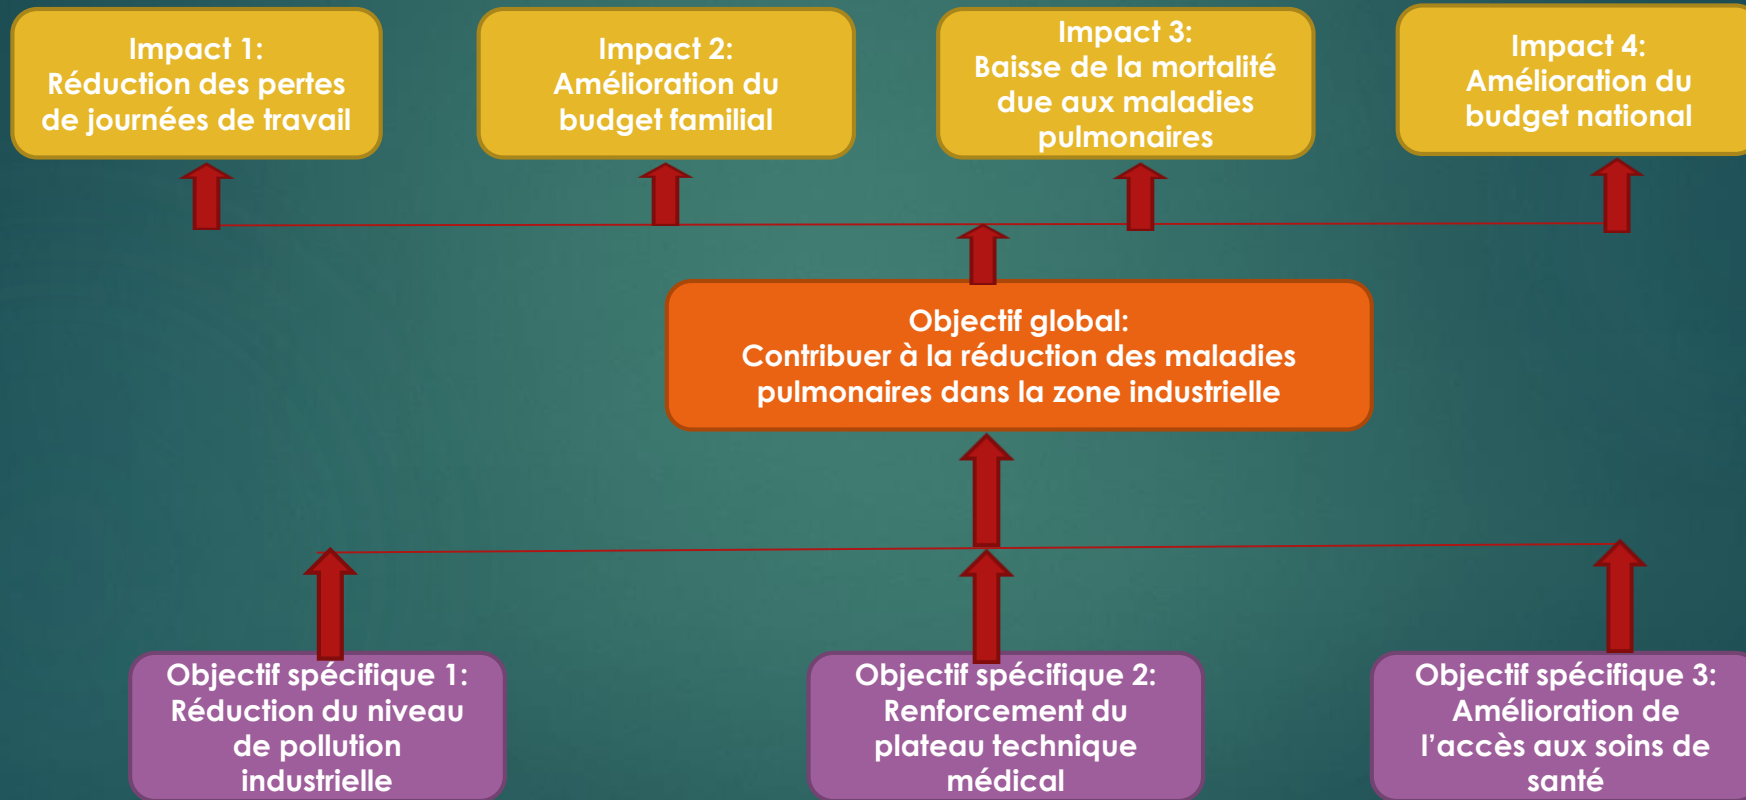 Impact 1:
Réduction des pertes
de journées de travail
Impact 2:
Amélioration du
budget familial
Impact 3:
Baisse de la mortalité
due aux maladies
pulmonaires
Impact 4:
Amélioration du
budget national
Objectif global:
Contribuer à la réduction des maladies
pulmonaires dans la zone industrielle
Objectif spécifique 1:
Réduction du niveau
de pollution
industrielle
Objectif spécifique 2:
Renforcement du
plateau technique
médical
Objectif spécifique 3:
Amélioration de
l’accès aux soins de
santé